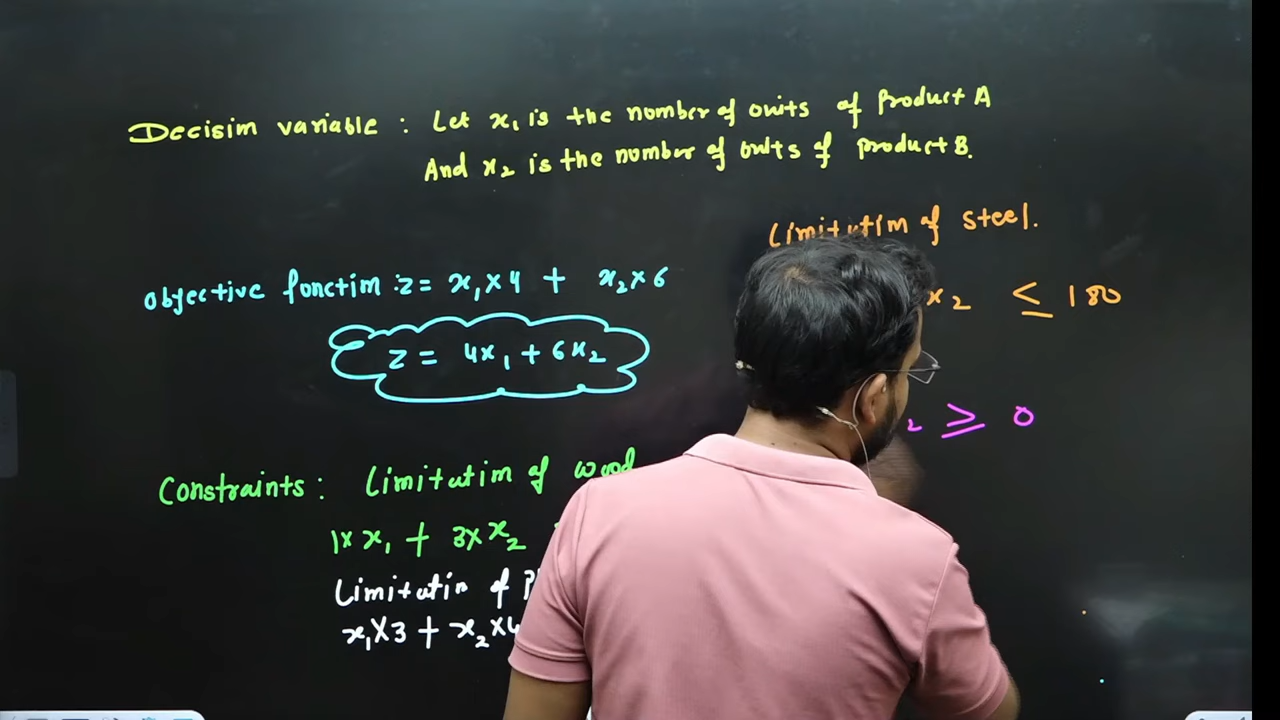 Decisim variable : Let x₁ is the number of units of Product A
And x₂ is the number of units of product B.
Limitatim of steel.
x₂ ≤ 180
objective functim : z = x₁×4 + x₂×6
z = 4x₁ + 6x₂
₂ ≥ 0
Constraints : Limitatim of wood
1× x₁ + 3× x₂
Limitatin of
x₁×3 + x₂×4